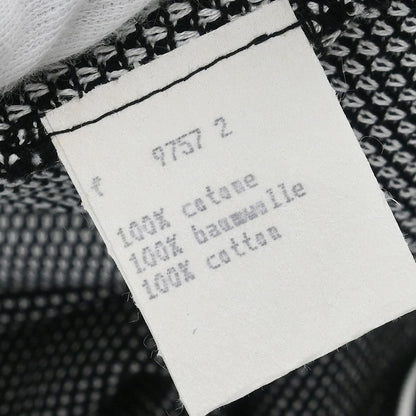 9757 2
f
100% cotone
100% baumwolle
100% cotton